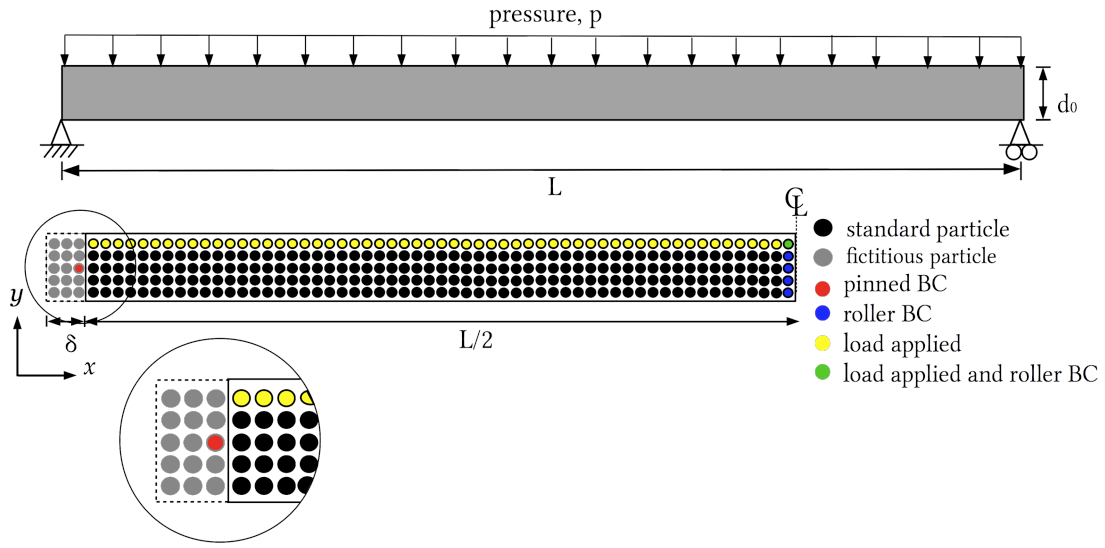 pressure, p
d₀
L
℄
standard particle
fictitious particle
pinned BC
roller BC
load applied
load applied and roller BC
y
δ
x
L/2